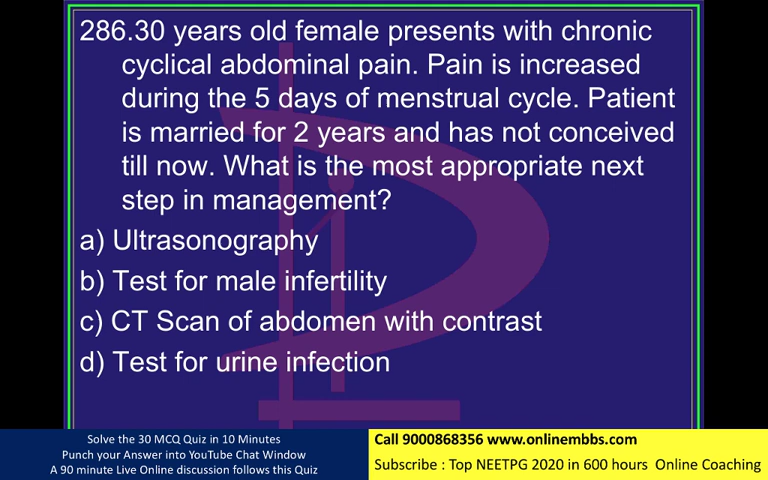 286.30 years old female presents with chronic
cyclical abdominal pain. Pain is increased
during the 5 days of menstrual cycle. Patient
is married for 2 years and has not conceived
till now. What is the most appropriate next
step in management?
a) Ultrasonography
b) Test for male infertility
c) CT Scan of abdomen with contrast
d) Test for urine infection
Solve the 30 MCQ Quiz in 10 Minutes
Punch your Answer into YouTube Chat Window
A 90 minute Live Online discussion follows this Quiz
Call 9000868356 www.onlinembbs.com
Subscribe : Top NEETPG 2020 in 600 hours Online Coaching